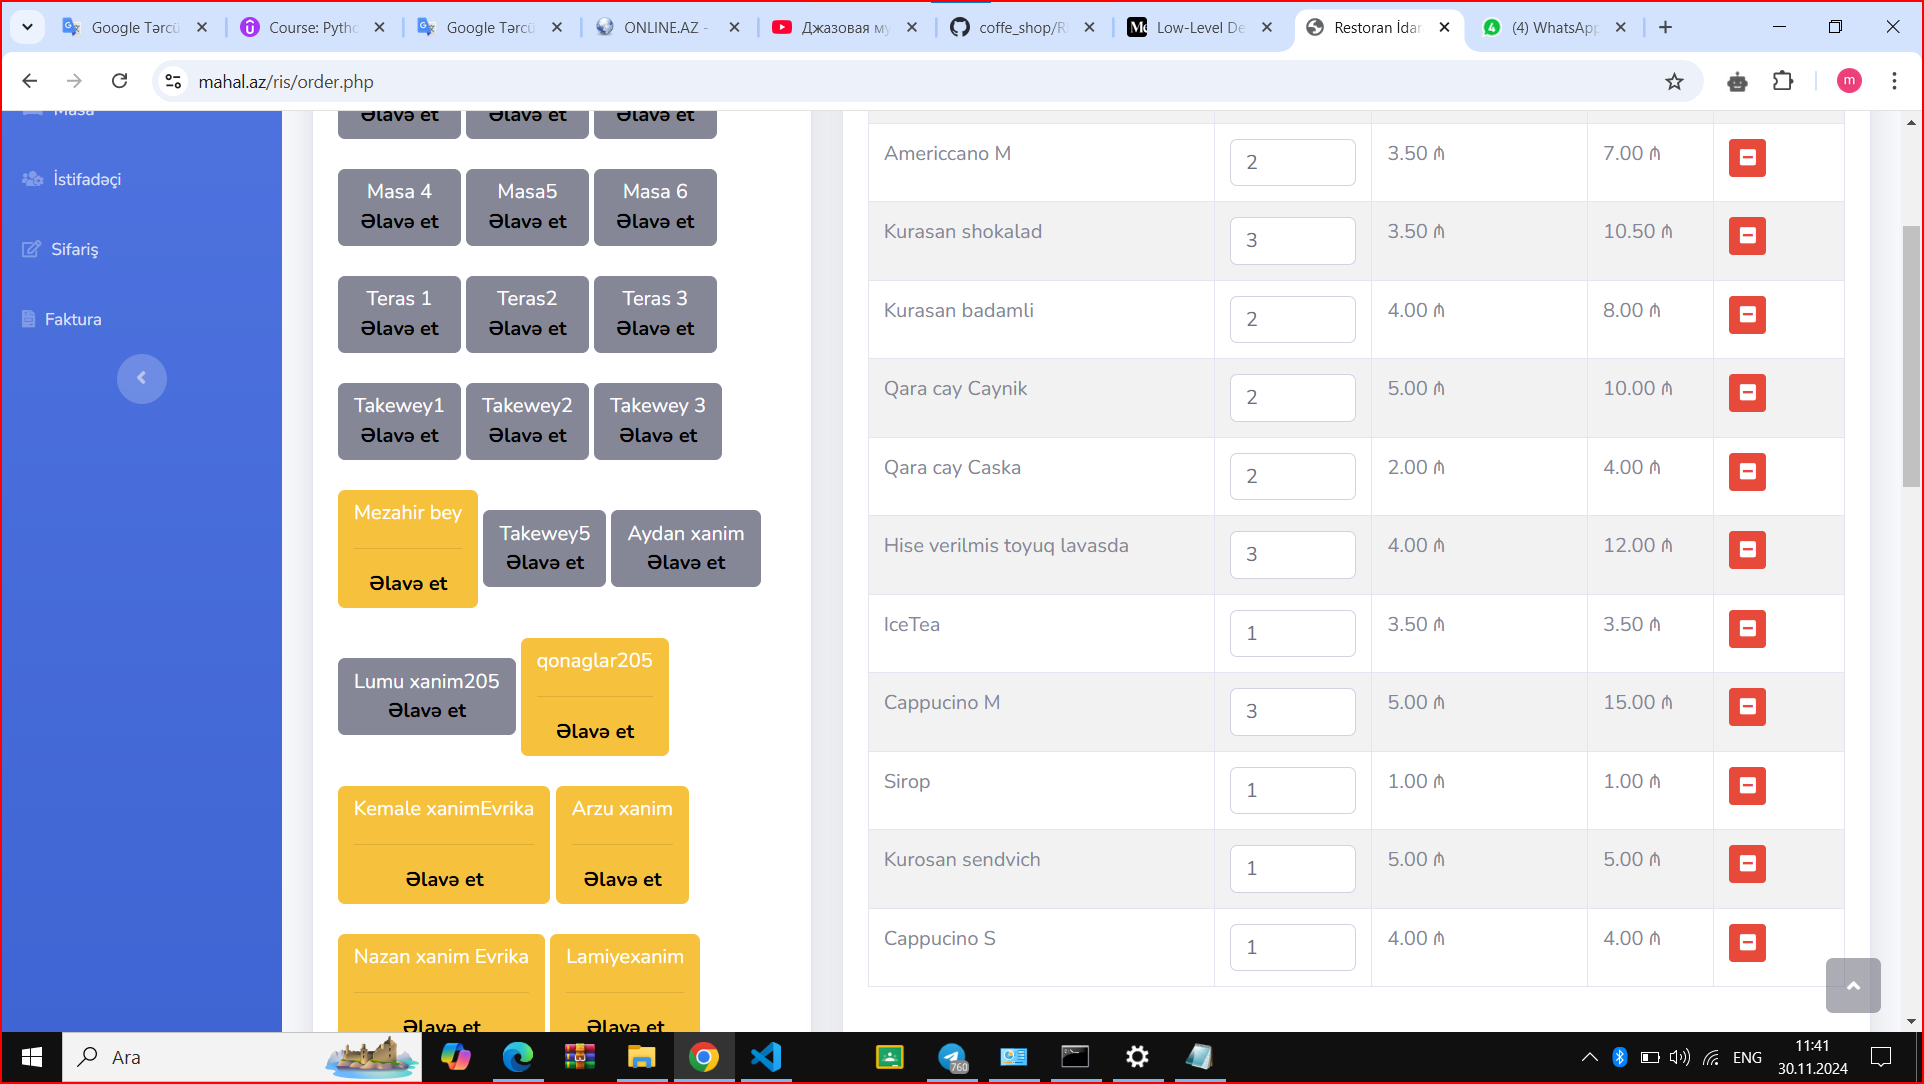 Google Tərcü
Course: Pytho
Google Tərcü
ONLINE.AZ -
Джазовая му
coffe_shop/RI
Low-Level De
Restoran İdar
(4) WhatsApp
mahal.az/ris/order.php
m
Masa
İstifadəçi
Sifariş
Faktura
Əlavə et
Əlavə et
Əlavə et
Masa 4
Əlavə et
Masa5
Əlavə et
Masa 6
Əlavə et
Teras 1
Əlavə et
Teras2
Əlavə et
Teras 3
Əlavə et
Takewey1
Əlavə et
Takewey2
Əlavə et
Takewey 3
Əlavə et
Mezahir bey
Əlavə et
Takewey5
Əlavə et
Aydan xanim
Əlavə et
Lumu xanim205
Əlavə et
qonaglar205
Əlavə et
Kemale xanimEvrika
Əlavə et
Arzu xanim
Əlavə et
Nazan xanim Evrika
Əlavə et
Lamiyexanim
Əlavə et
Americcano M 2 3.50 ₼ 7.00 ₼
Kurasan shokalad 3 3.50 ₼ 10.50 ₼
Kurasan badamli 2 4.00 ₼ 8.00 ₼
Qara cay Caynik 2 5.00 ₼ 10.00 ₼
Qara cay Caska 2 2.00 ₼ 4.00 ₼
Hise verilmis toyuq lavasda 3 4.00 ₼ 12.00 ₼
IceTea 1 3.50 ₼ 3.50 ₼
Cappucino M 3 5.00 ₼ 15.00 ₼
Sirop 1 1.00 ₼ 1.00 ₼
Kurosan sendvich 1 5.00 ₼ 5.00 ₼
Cappucino S 1 4.00 ₼ 4.00 ₼
Ara
760
ENG
11:41
30.11.2024